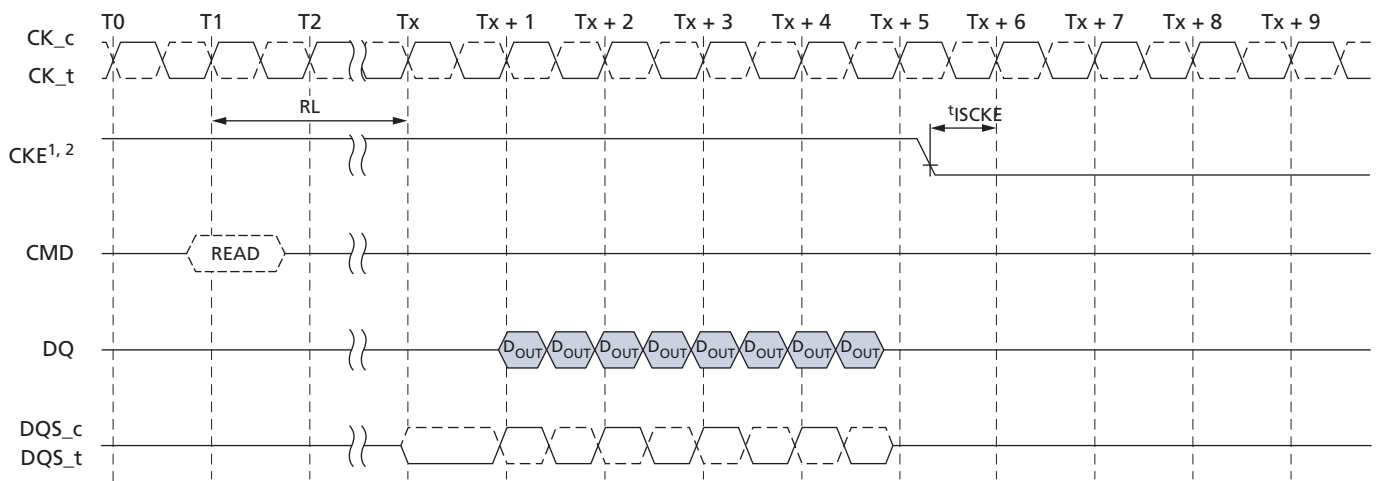 T0 T1 T2 Tx Tx + 1 Tx + 2 Tx + 3 Tx + 4 Tx + 5 Tx + 6 Tx + 7 Tx + 8 Tx + 9
CK_c
CK_t
RL
tISCKE
CKE1, 2
CMD READ
DQ DOUT DOUT DOUT DOUT DOUT DOUT DOUT DOUT
DQS_c
DQS_t